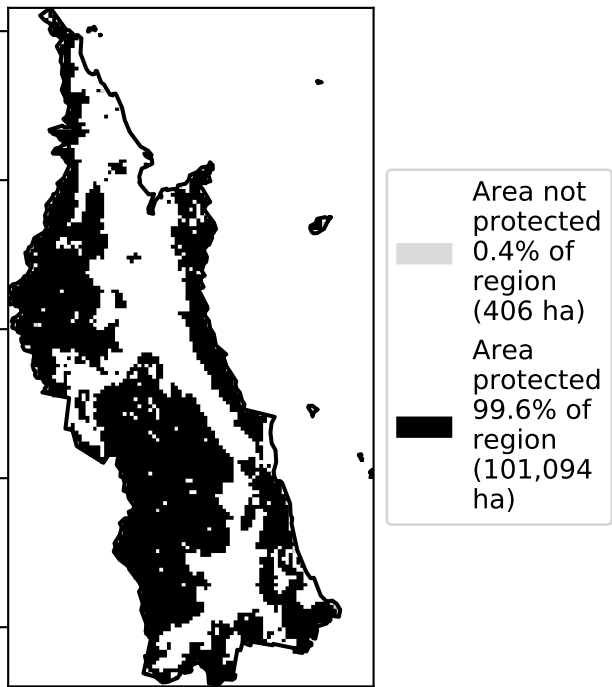 Area not
protected
0.4% of
region
(406 ha)
Area
protected
99.6% of
region
(101,094
ha)